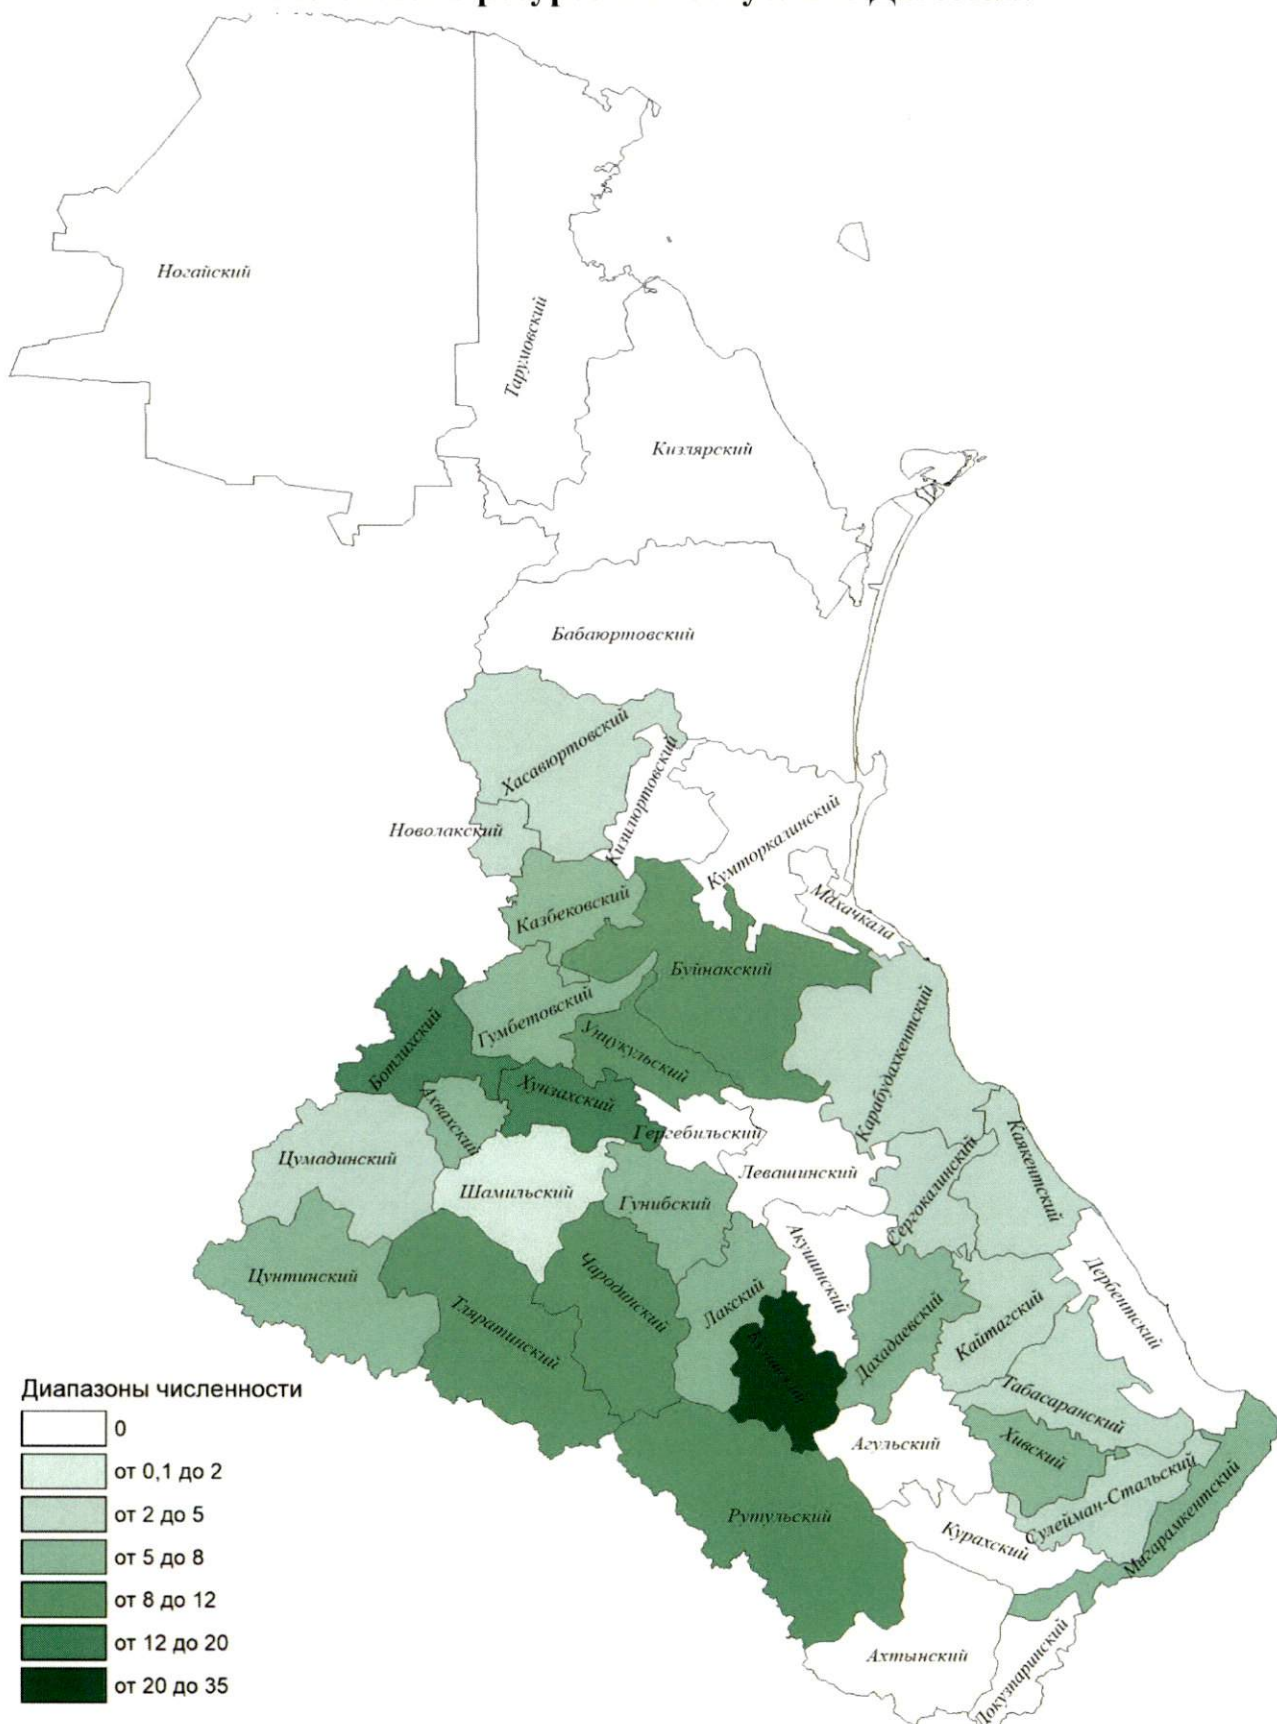 Ногайский
Тарумовский
Кизлярский
Бабаюртовский
Хасавюртовский
Кизилюртовский
Новолакский
Кумторкалинский
Махачкала
Казбековский
Буйнакский
Гумбетовский
Карабудахкентский
Ботлихский
Унцукульский
Хунзахский
Ахвахский
Гергебильский
Каякентский
Цумадинский
Левашинский
Шамильский
Гунибский
Сергокалинский
Акушинский
Цунтинский
Чародинский
Дербентский
Тляратинский
Лакский
Дахадаевский
Кайтагский
Кулинский
Табасаранский
Агульский
Хивский
Сулейман-Стальский
Рутульский
Курахский
Магарамкентский
Ахтынский
Докузпаринский
Диапазоны численности
0
от 0,1 до 2
от 2 до 5
от 5 до 8
от 8 до 12
от 12 до 20
от 20 до 35